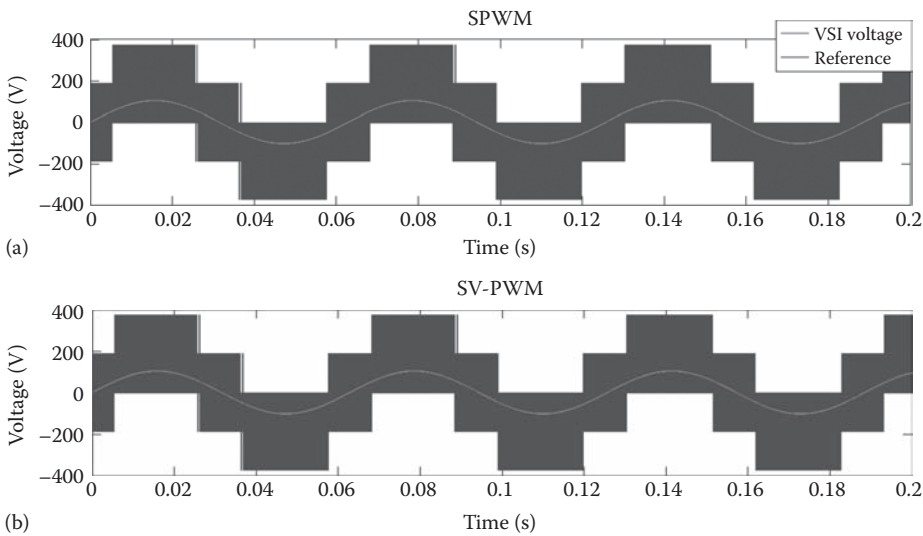 SPWM
VSI voltage
Reference
400
200
0
−200
−400
Voltage (V)
0 0.02 0.04 0.06 0.08 0.1 0.12 0.14 0.16 0.18 0.2
(a)
Time (s)
SV-PWM
400
200
0
−200
−400
Voltage (V)
0 0.02 0.04 0.06 0.08 0.1 0.12 0.14 0.16 0.18 0.2
(b)
Time (s)